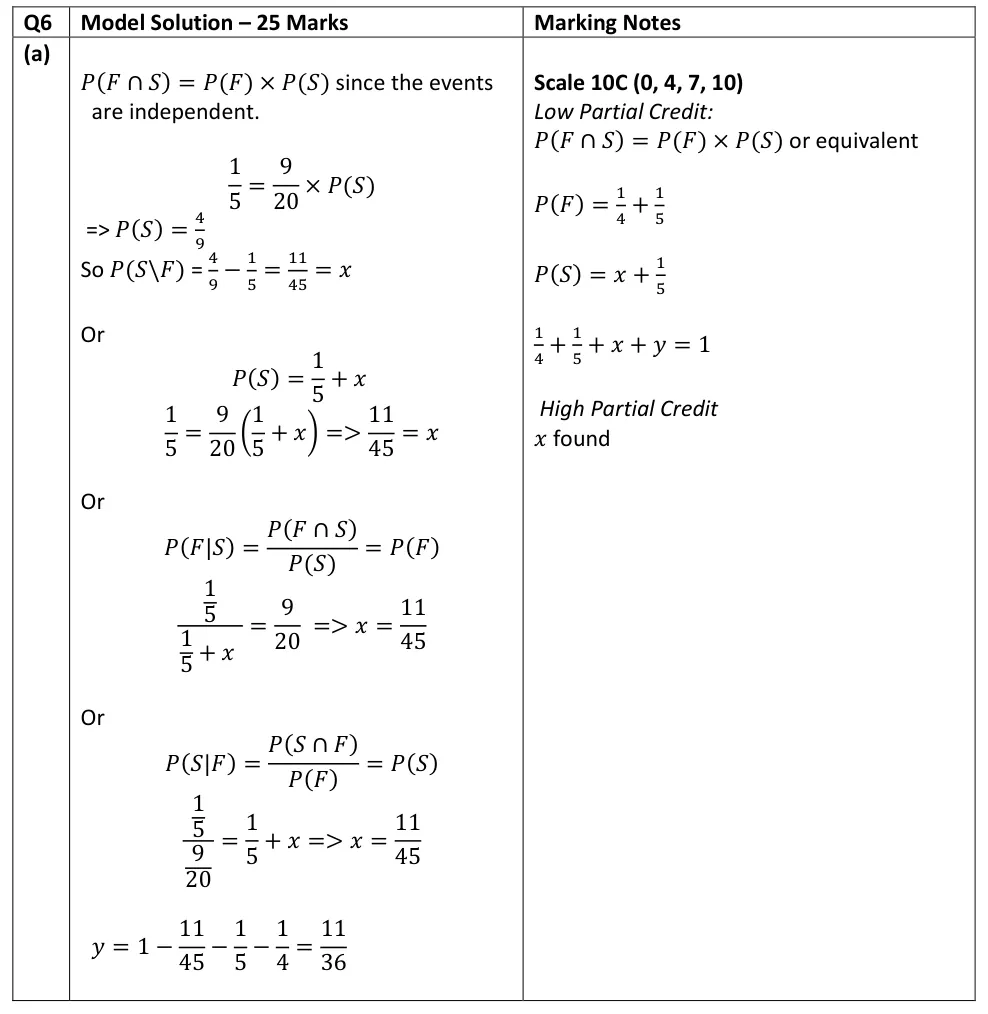 Q6 Model Solution – 25 Marks Marking Notes
(a)
P(F ∩ S) = P(F) × P(S) since the events
are independent.
1/5 = 9/20 × P(S)
=> P(S) = 4/9
So P(S\F) = 4/9 − 1/5 = 11/45 = x
Or
P(S) = 1/5 + x
1/5 = 9/20 (1/5 + x) => 11/45 = x
Or
P(F|S) = P(F ∩ S)/P(S) = P(F)
(1/5)/(1/5 + x) = 9/20 => x = 11/45
Or
P(S|F) = P(S ∩ F)/P(F) = P(S)
(1/5)/(9/20) = 1/5 + x => x = 11/45
y = 1 − 11/45 − 1/5 − 1/4 = 11/36
Scale 10C (0, 4, 7, 10)
Low Partial Credit:
P(F ∩ S) = P(F) × P(S) or equivalent
P(F) = 1/4 + 1/5
P(S) = x + 1/5
1/4 + 1/5 + x + y = 1
High Partial Credit
x found